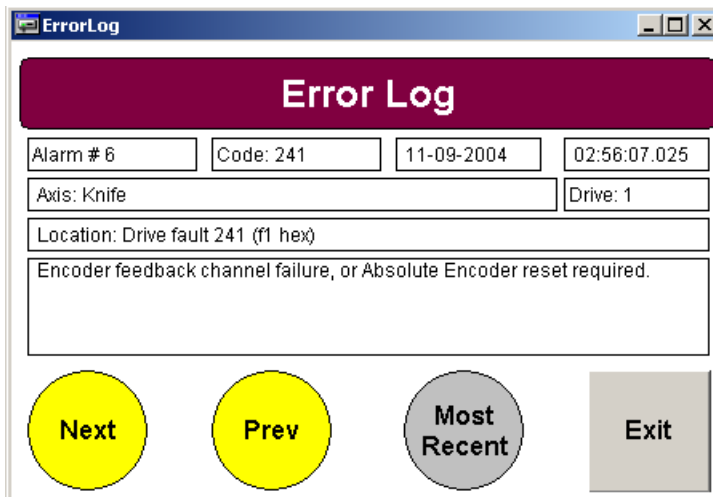 ErrorLog
Error Log
Alarm # 6 Code: 241 11-09-2004 02:56:07.025
Axis: Knife Drive: 1
Location: Drive fault 241 (f1 hex)
Encoder feedback channel failure, or Absolute Encoder reset required.
Next Prev Most Recent Exit